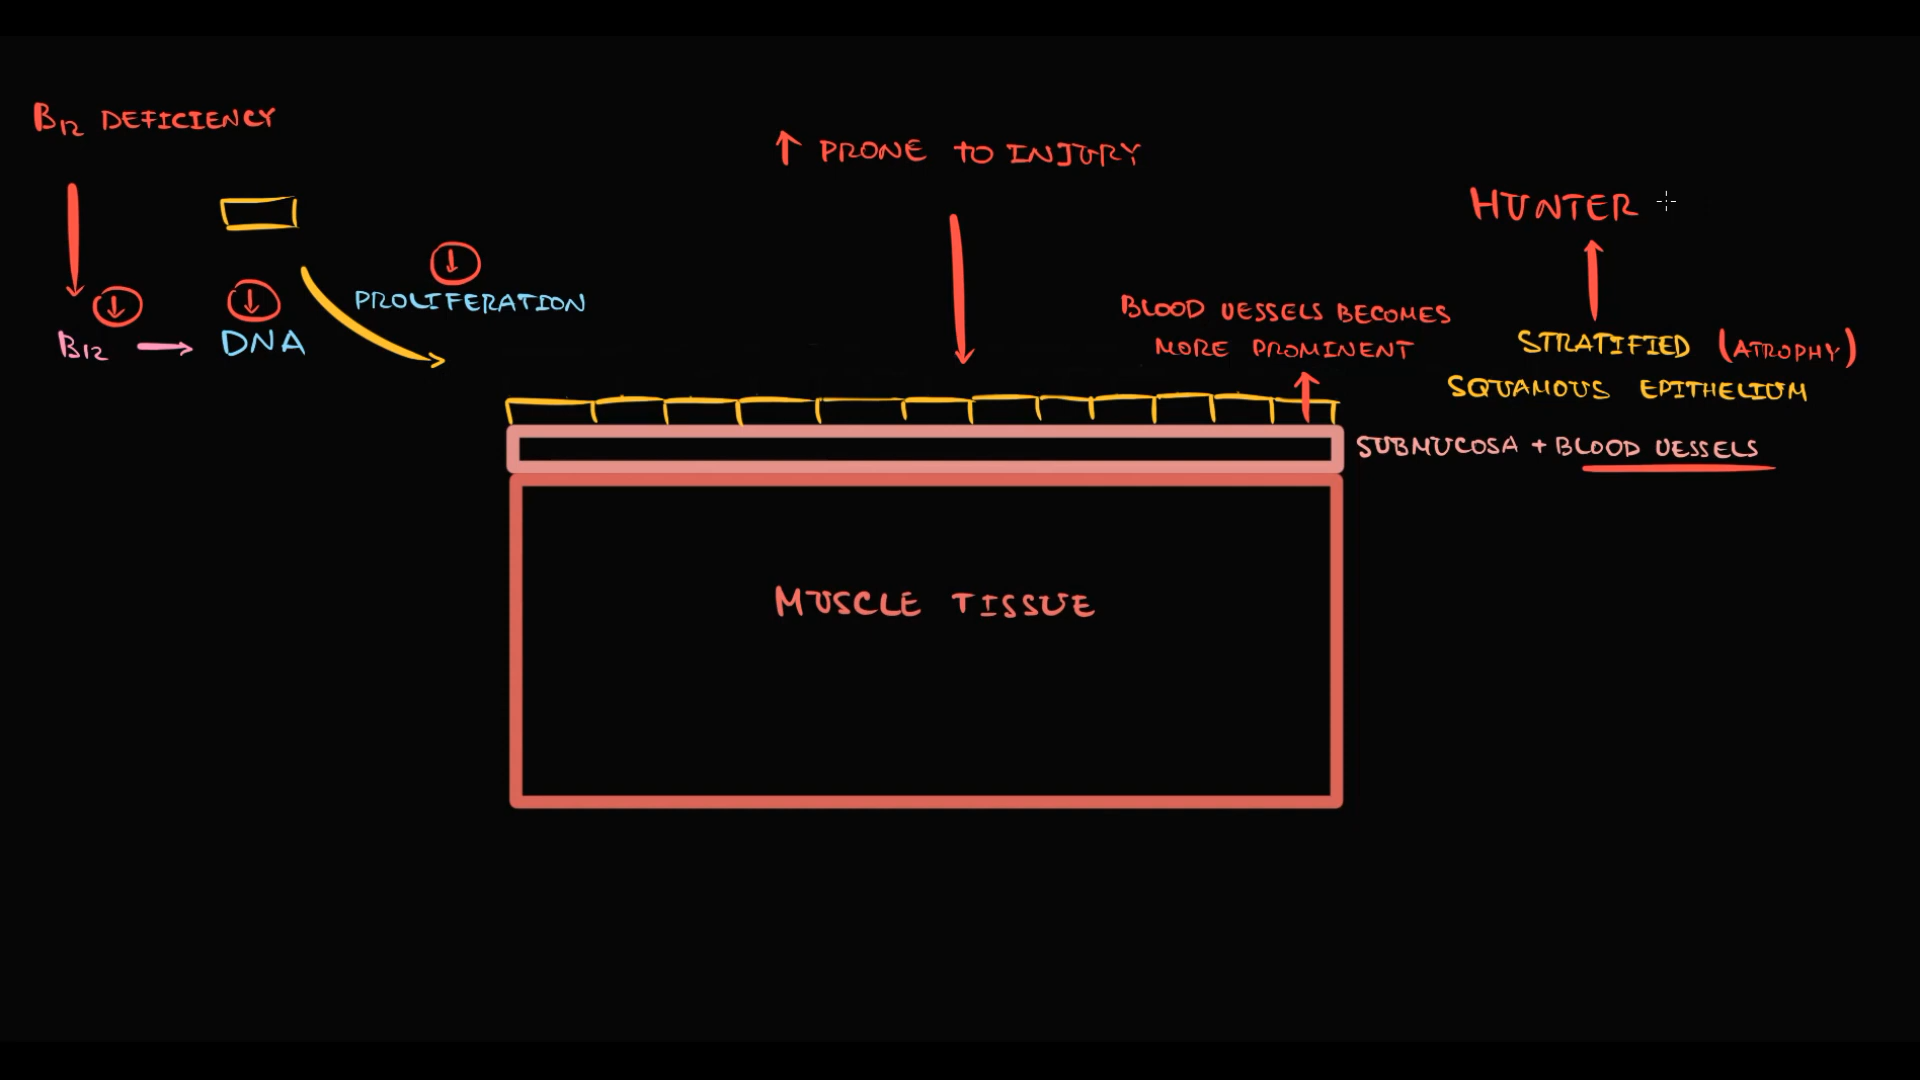 B12 DEFICIENCY
↑ PRONE TO INJURY
HUNTER
↓
PROLIFERATION
BLOOD VESSELS BECOMES
MORE PROMINENT
↓ ↓
B12 → DNA
STRATIFIED (ATROPHY)
SQUAMOUS EPITHELIUM
SUBMUCOSA + BLOOD VESSELS
MUSCLE TISSUE